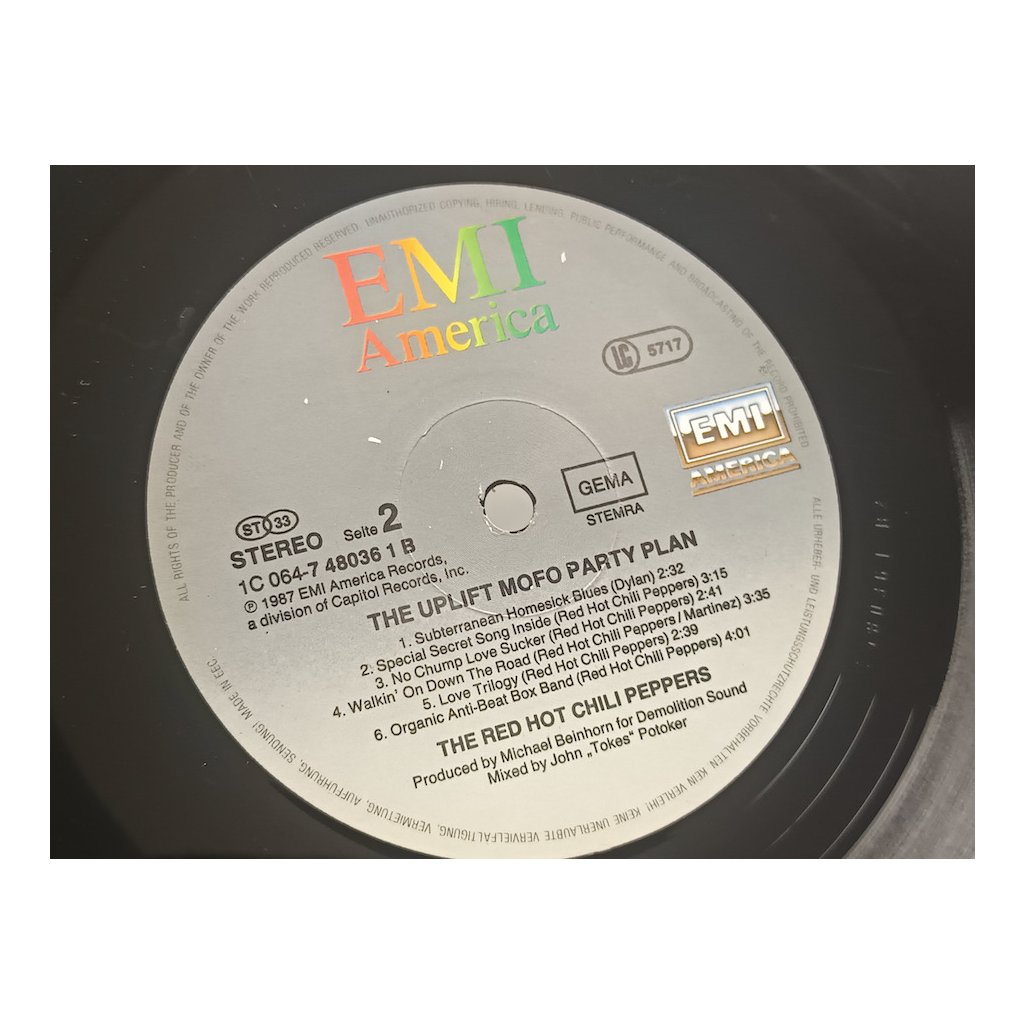 ALL RIGHTS OF THE PRODUCER AND OF THE OWNER OF THE WORK REPRODUCED RESERVED. UNAUTHORIZED COPYING, HIRING, LENDING, PUBLIC PERFORMANCE AND BROADCASTING OF THE RECORD PROHIBITED
EMI
America
LC 5717
EMI
AMERICA
GEMA
STEMRA
ST 33
STEREO Seite 2
1C 064-7 48036 1 B
℗ 1987 EMI America Records,
a division of Capitol Records, Inc.
THE UPLIFT MOFO PARTY PLAN
1. Subterranean Homesick Blues (Dylan) 2:32
2. Special Secret Song Inside (Red Hot Chili Peppers) 3:15
3. No Chump Love Sucker (Red Hot Chili Peppers) 2:41
4. Walkin' On Down The Road (Red Hot Chili Peppers / Martinez) 3:35
5. Love Trilogy (Red Hot Chili Peppers) 2:39
6. Organic Anti-Beat Box Band (Red Hot Chili Peppers) 4:01
THE RED HOT CHILI PEPPERS
Produced by Michael Beinhorn for Demolition Sound
Mixed by John „Tokes“ Potoker
ALLE URHEBER- UND LEISTUNGSSCHUTZRECHTE VORBEHALTEN KEIN VERLEIH! KEINE UNERLAUBTE VERVIELFÄLTIGUNG, VERMIETUNG, AUFFÜHRUNG, SENDUNG! MADE IN EEC